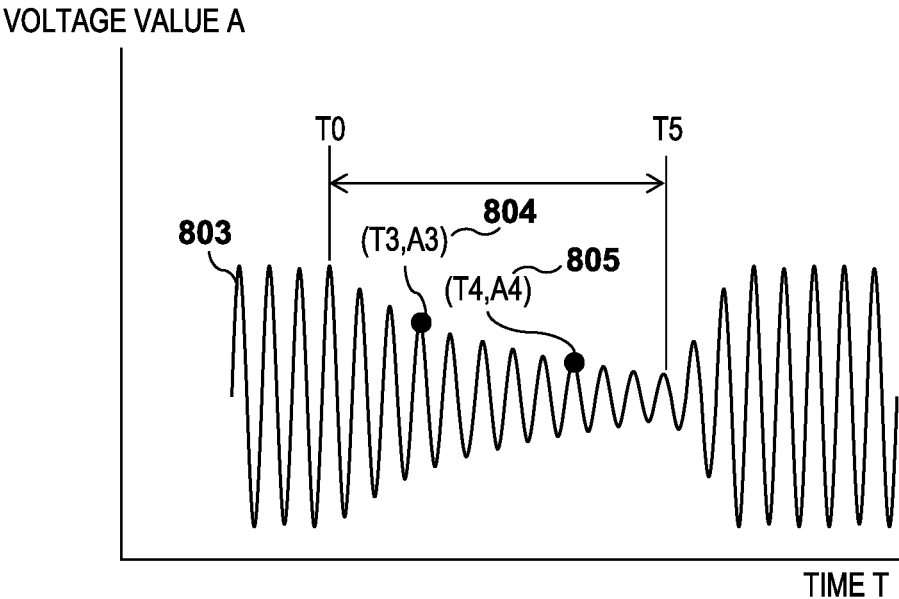 VOLTAGE VALUE A
T0
T5
804
803
(T3,A3)
805
(T4,A4)
TIME T